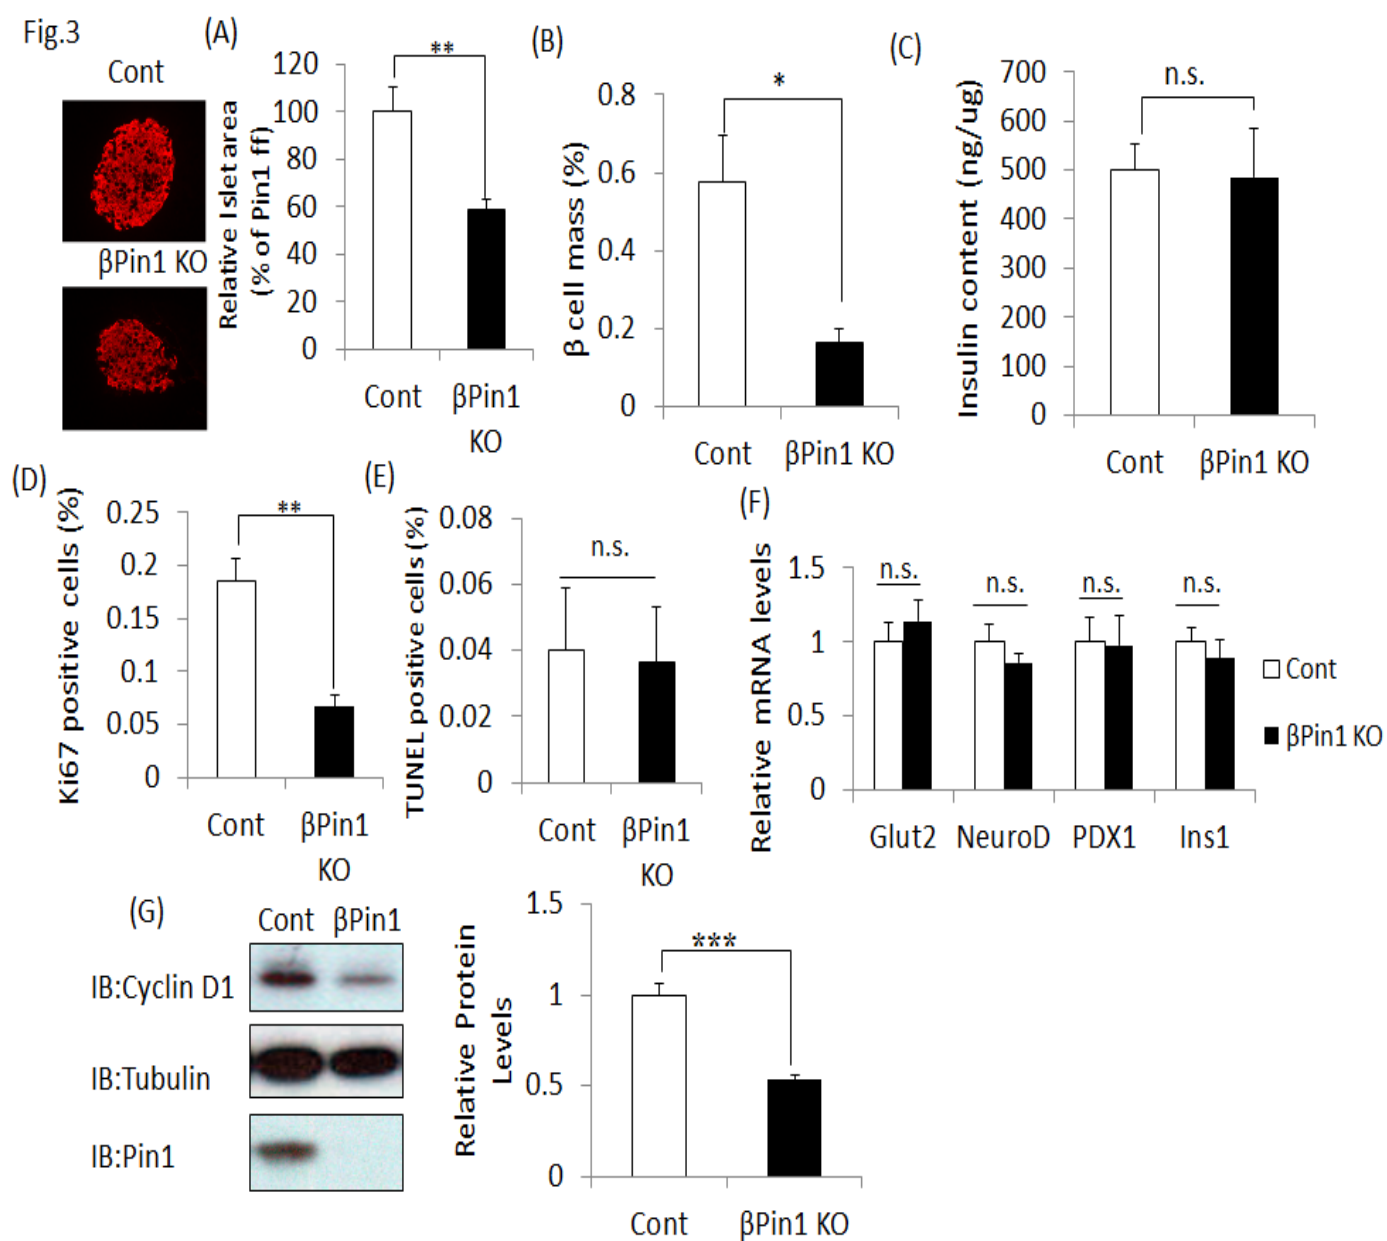 Fig.3
Cont
βPin1 KO
(A)
Relative Islet area
(% of Pin1 ff)
120
100
80
60
40
20
0
**
Cont
βPin1
KO
(B)
β cell mass (%)
0.8
0.6
0.4
0.2
0
*
Cont
βPin1 KO
(C)
Insulin content (ng/ug)
700
600
500
400
300
200
100
0
n.s.
Cont
βPin1 KO
(D)
Ki67 positive cells (%)
0.25
0.2
0.15
0.1
0.05
0
**
Cont
βPin1
KO
(E)
TUNEL positive cells (%)
0.08
0.06
0.04
0.02
0
n.s.
Cont
βPin1
KO
(F)
Relative mRNA levels
1.5
1
0.5
0
n.s.
n.s.
n.s.
n.s.
Glut2
NeuroD
PDX1
Ins1
Cont
βPin1 KO
(G)
Cont
βPin1
IB:Cyclin D1
IB:Tubulin
IB:Pin1
Relative Protein
Levels
1.5
1
0.5
0
***
Cont
βPin1 KO